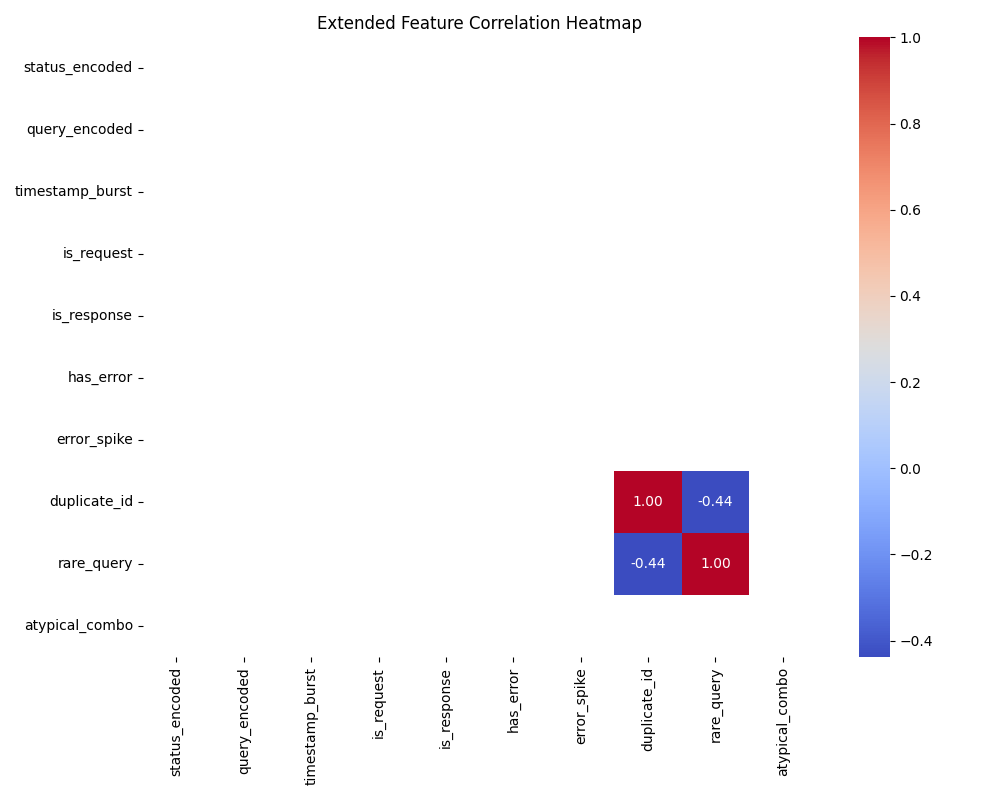 Extended Feature Correlation Heatmap
status_encoded
query_encoded
timestamp_burst
is_request
is_response
has_error
error_spike
duplicate_id
rare_query
atypical_combo
1.00 -0.44
-0.44 1.00
status_encoded
query_encoded
timestamp_burst
is_request
is_response
has_error
error_spike
duplicate_id
rare_query
atypical_combo
1.0
0.8
0.6
0.4
0.2
0.0
−0.2
−0.4